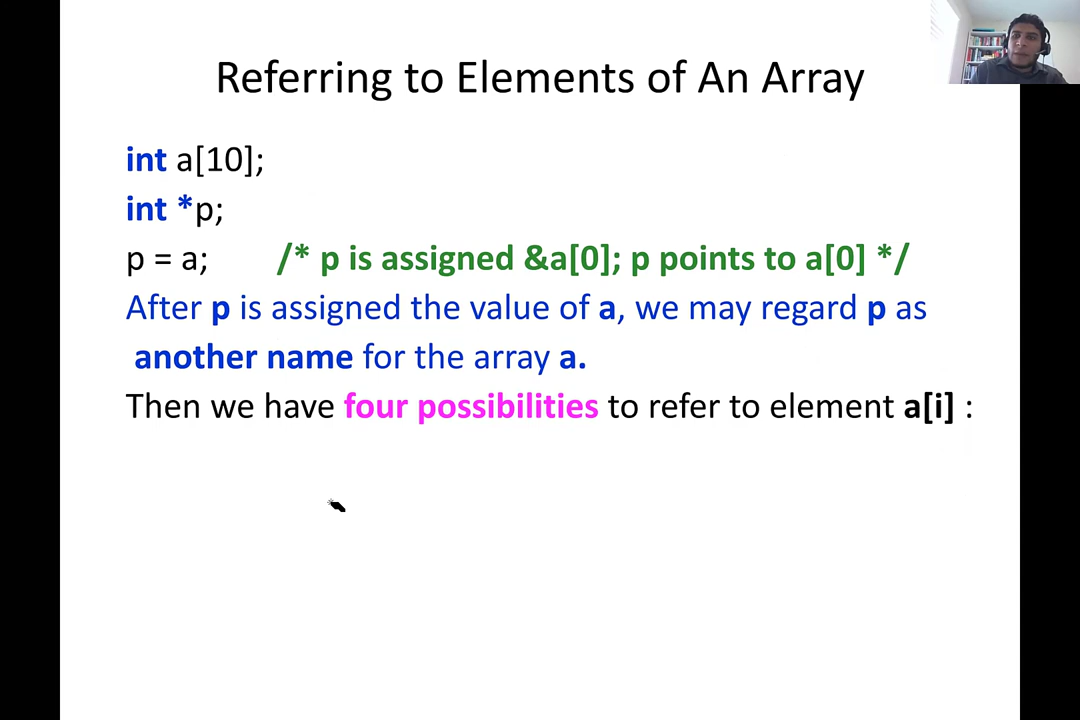 Referring to Elements of An Array
int a[10];
int *p;
p = a; /* p is assigned &a[0]; p points to a[0] */
After p is assigned the value of a, we may regard p as
another name for the array a.
Then we have four possibilities to refer to element a[i] :